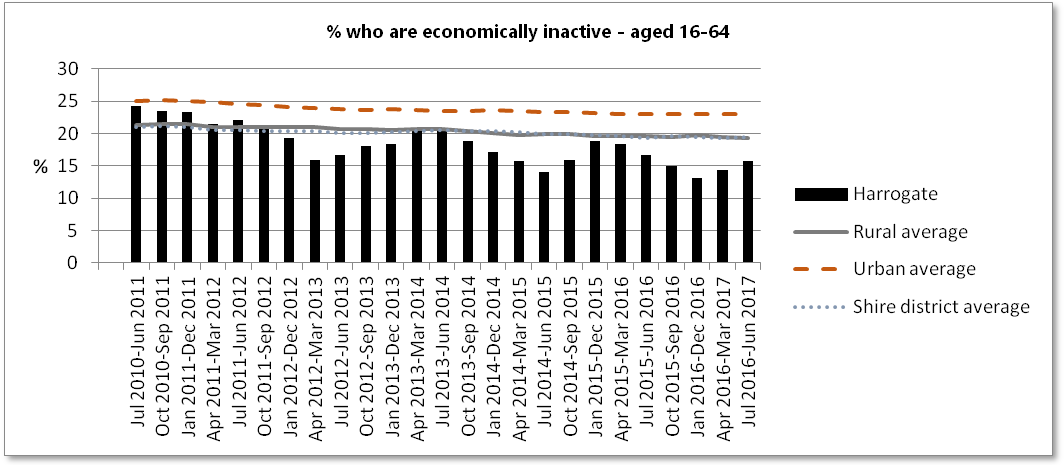 % who are economically inactive - aged 16-64
30
25
20
15
10
5
0
%
Jul 2010-Jun 2011
Oct 2010-Sep 2011
Jan 2011-Dec 2011
Apr 2011-Mar 2012
Jul 2011-Jun 2012
Oct 2011-Sep 2012
Jan 2012-Dec 2012
Apr 2012-Mar 2013
Jul 2012-Jun 2013
Oct 2012-Sep 2013
Jan 2013-Dec 2013
Apr 2013-Mar 2014
Jul 2013-Jun 2014
Oct 2013-Sep 2014
Jan 2014-Dec 2014
Apr 2014-Mar 2015
Jul 2014-Jun 2015
Oct 2014-Sep 2015
Jan 2015-Dec 2015
Apr 2015-Mar 2016
Jul 2015-Jun 2016
Oct 2015-Sep 2016
Jan 2016-Dec 2016
Apr 2016-Mar 2017
Jul 2016-Jun 2017
Harrogate
Rural average
Urban average
Shire district average